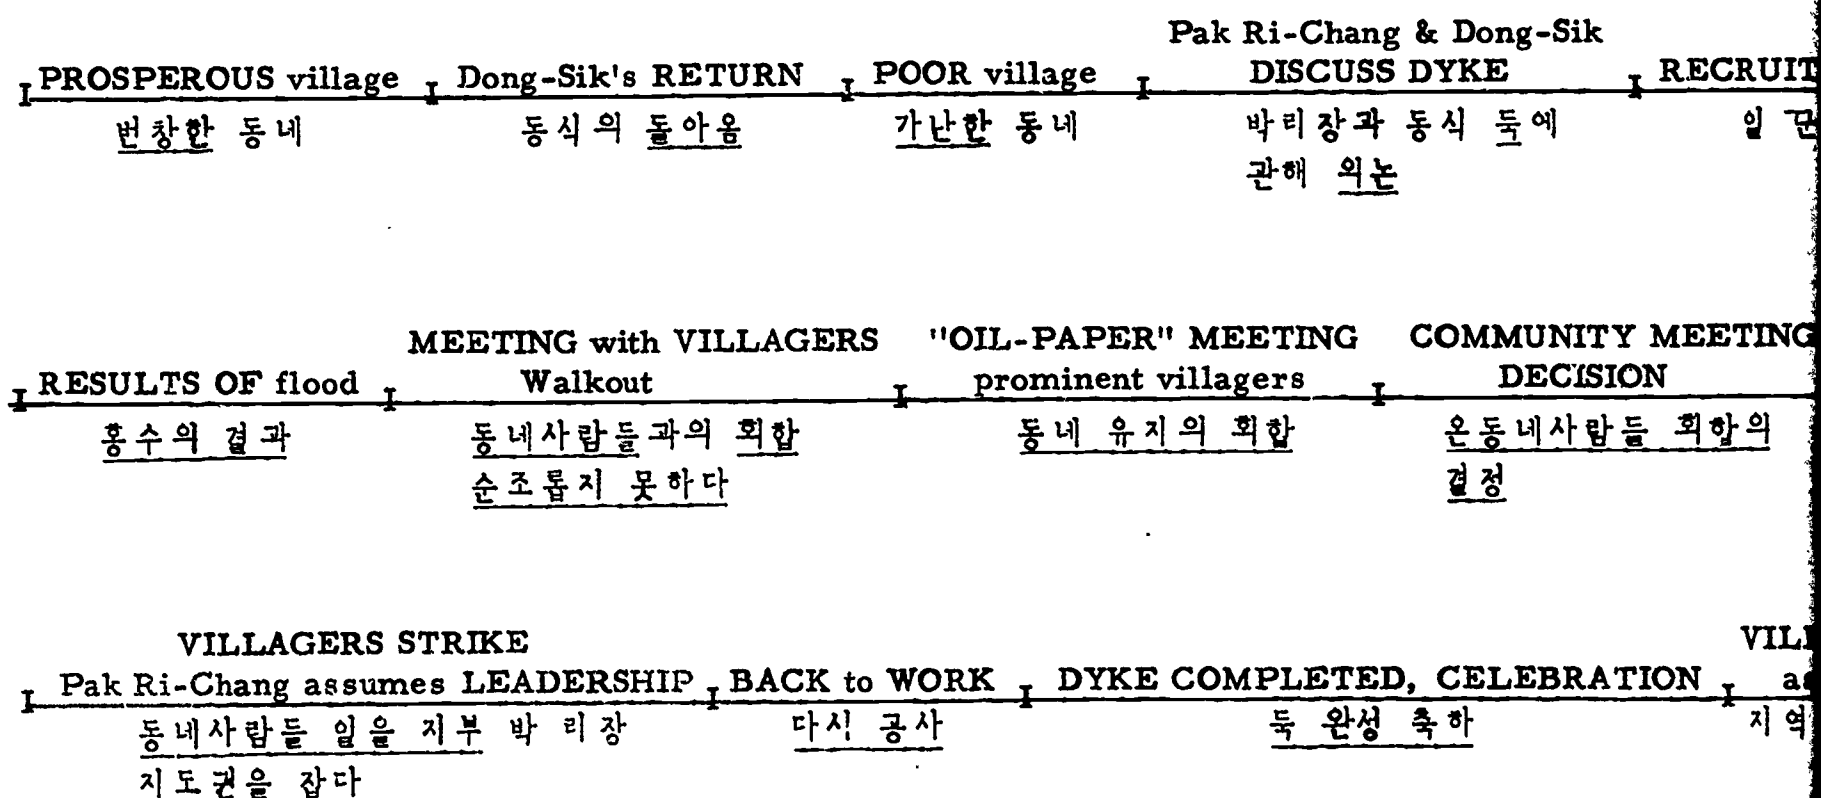 Pak Ri-Chang & Dong-Sik
PROSPEROUS village Dong-Sik's RETURN POOR village DISCUSS DYKE RECRUIT
번창한 동네 동식의 돌아옴 가난한 동네 박리장과 동식 둑에
관해 의논
MEETING with VILLAGERS "OIL-PAPER" MEETING COMMUNITY MEETING
RESULTS OF flood Walkout prominent villagers DECISION
홍수의 결과 동네사람들과의 회합 동네 유지의 회합 온동네사람들 회합의
순조롭지 못하다 결정
VILLAGERS STRIKE
Pak Ri-Chang assumes LEADERSHIP BACK to WORK DYKE COMPLETED, CELEBRATION as
동네사람들 일을 지부 박 리장 다시 공사 둑 완성 축하 지역
지도권을 잡다